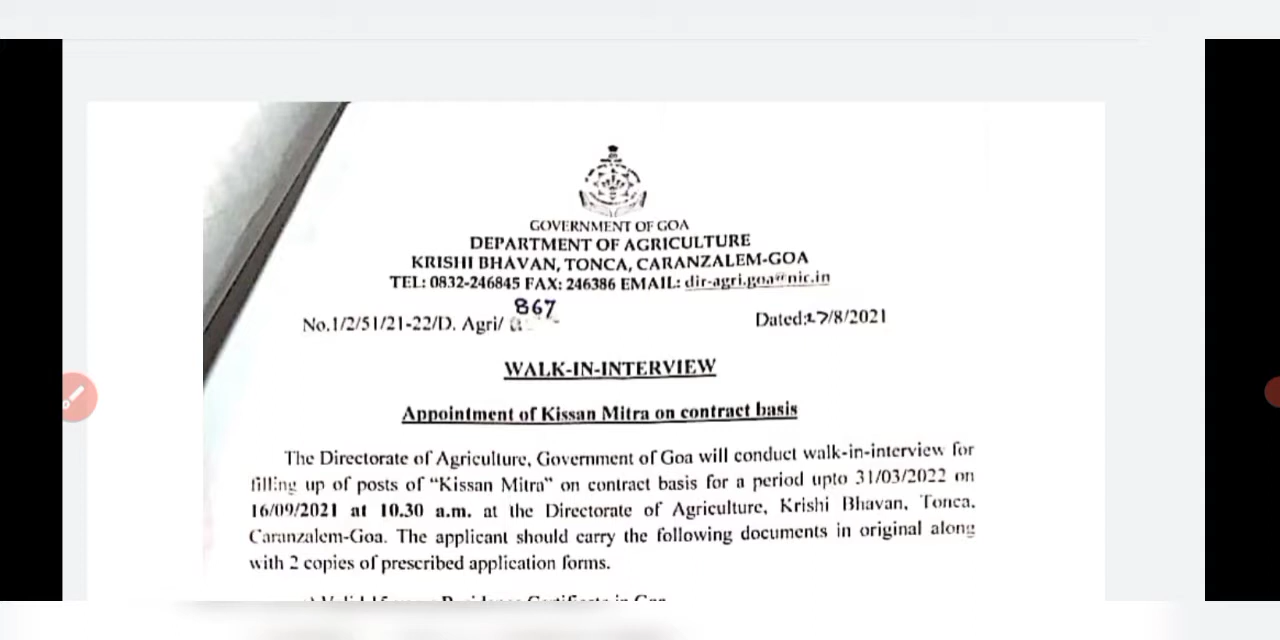 GOVERNMENT OF GOA
DEPARTMENT OF AGRICULTURE
KRISHI BHAVAN, TONCA, CARANZALEM-GOA
TEL: 0832-246845 FAX: 246386 EMAIL: dir-agri.goa@nic.in
867
No.1/2/51/21-22/D. Agri/ Dated:27/8/2021
WALK-IN-INTERVIEW
Appointment of Kissan Mitra on contract basis
The Directorate of Agriculture, Government of Goa will conduct walk-in-interview for
filling up of posts of “Kissan Mitra” on contract basis for a period upto 31/03/2022 on
16/09/2021 at 10.30 a.m. at the Directorate of Agriculture, Krishi Bhavan, Tonca,
Caranzalem-Goa. The applicant should carry the following documents in original along
with 2 copies of prescribed application forms.